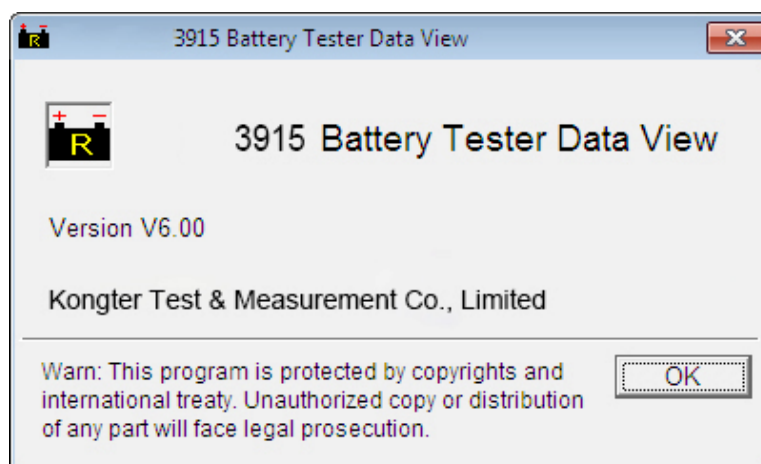 3915 Battery Tester Data View
+ -
R
3915 Battery Tester Data View
Version V6.00
Kongter Test & Measurement Co., Limited
Warn: This program is protected by copyrights and
international treaty. Unauthorized copy or distribution
of any part will face legal prosecution.
OK